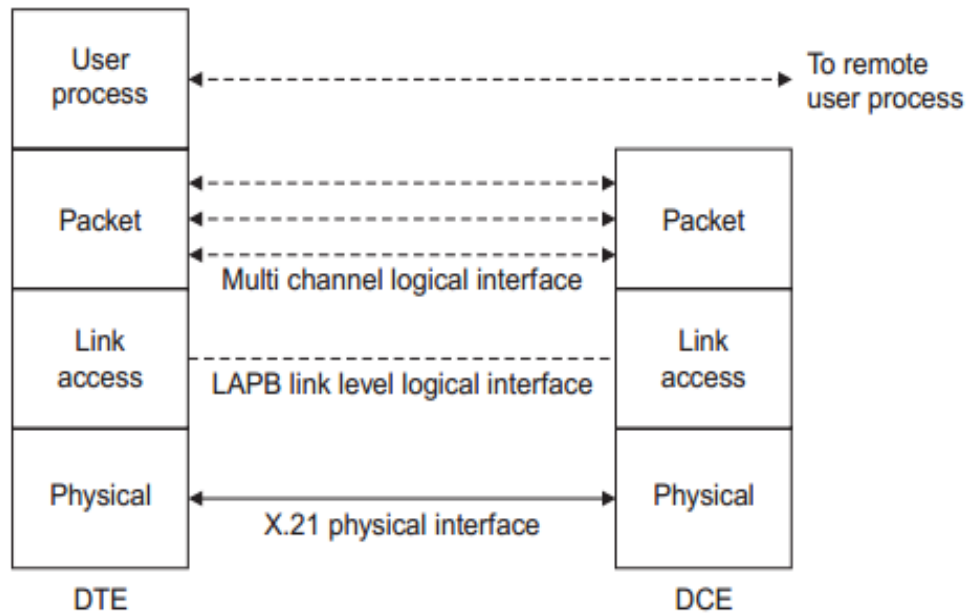 User
process
To remote
user process
Packet
Packet
Multi channel logical interface
Link
access
Link
access
LAPB link level logical interface
Physical
Physical
X.21 physical interface
DTE
DCE